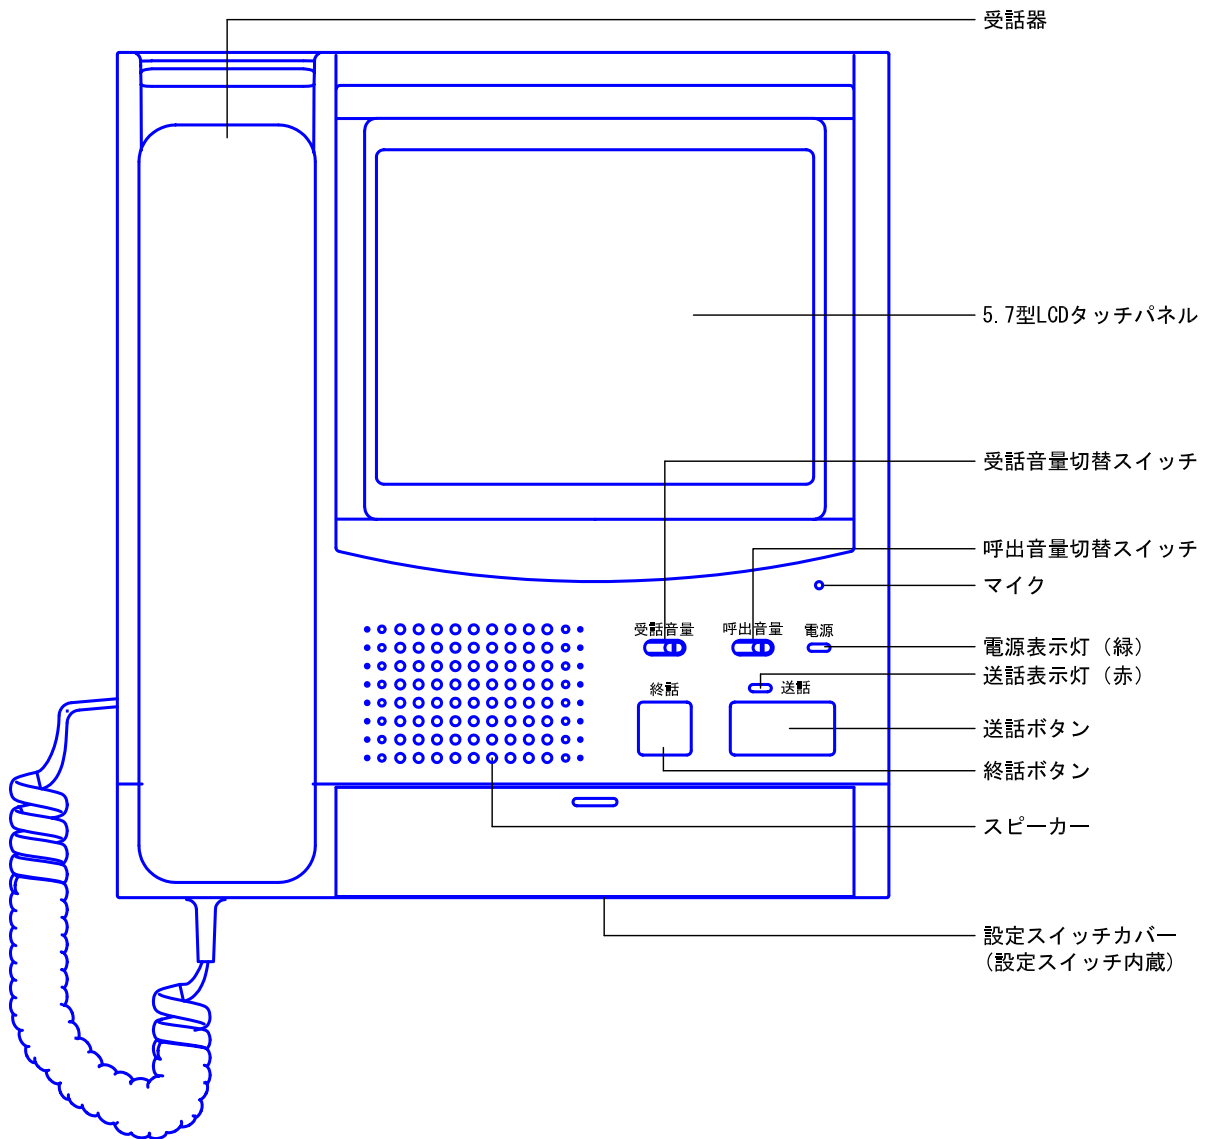 受話器
5.7型LCDタッチパネル
受話音量切替スイッチ
呼出音量切替スイッチ
マイク
受話音量
呼出音量
電源
電源表示灯（緑）
送話表示灯（赤）
終話
送話
送話ボタン
終話ボタン
スピーカー
設定スイッチカバー
（設定スイッチ内蔵）